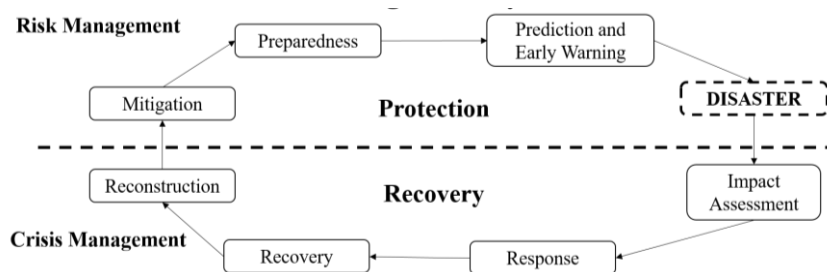 Risk Management
Preparedness
Prediction and
Early Warning
Mitigation
Protection
DISASTER
Reconstruction
Recovery
Impact
Assessment
Crisis Management
Recovery
Response